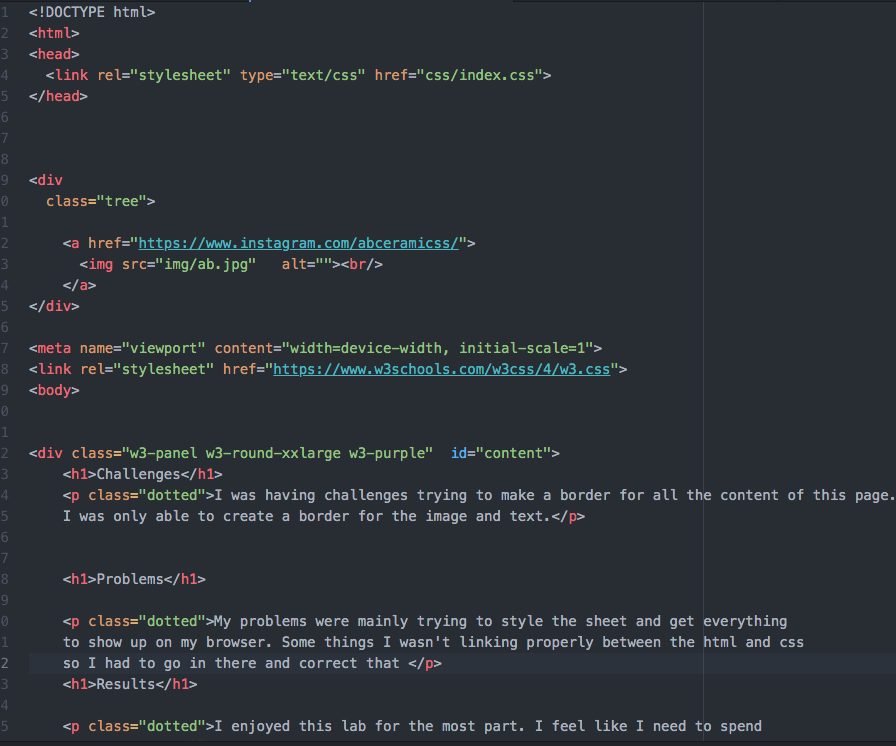 1 <!DOCTYPE html>
2 <html>
3 <head>
4 <link rel="stylesheet" type="text/css" href="css/index.css">
5 </head>
6
7
8
9 <div
0 class="tree">
1
2 <a href="https://www.instagram.com/abceramicss/">
3 <img src="img/ab.jpg"   alt=""><br/>
4 </a>
5 </div>
6
7 <meta name="viewport" content="width=device-width, initial-scale=1">
8 <link rel="stylesheet" href="https://www.w3schools.com/w3css/4/w3.css">
9 <body>
0
1
2 <div class="w3-panel w3-round-xxlarge w3-purple"  id="content">
3 <h1>Challenges</h1>
4 <p class="dotted">I was having challenges trying to make a border for all the content of this page.
5 I was only able to create a border for the image and text.</p>
6
7
8 <h1>Problems</h1>
9
0 <p class="dotted">My problems were mainly trying to style the sheet and get everything
1 to show up on my browser. Some things I wasn't linking properly between the html and css
2 so I had to go in there and correct that </p>
3 <h1>Results</h1>
4
5 <p class="dotted">I enjoyed this lab for the most part. I feel like I need to spend